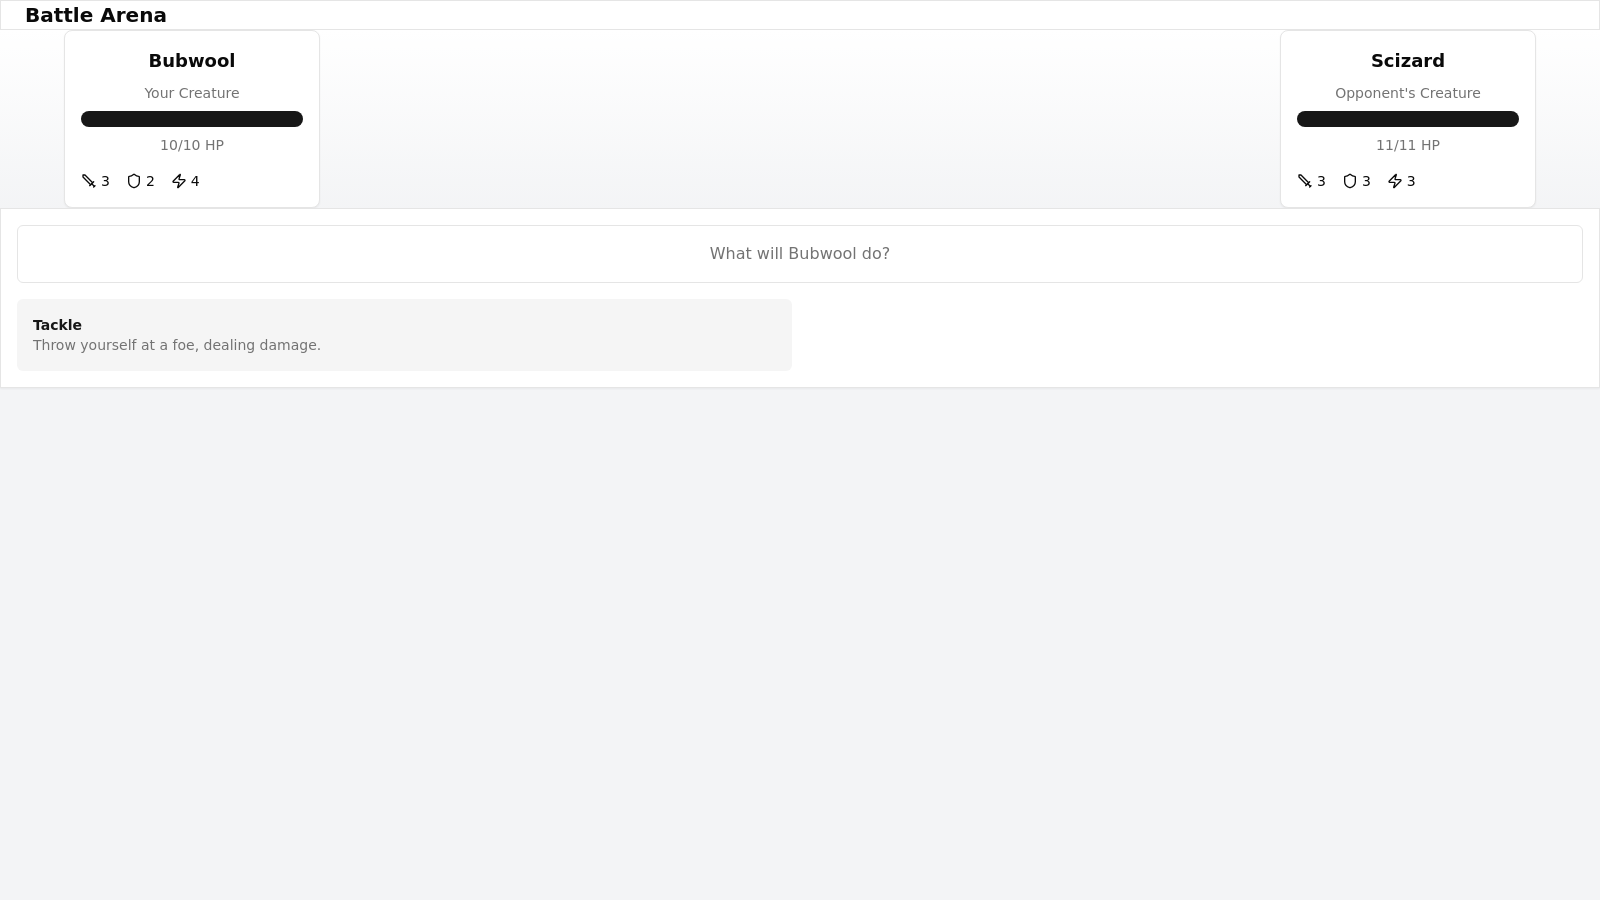 Battle Arena
Bubwool
Your Creature
10/10 HP
3 2 4
Scizard
Opponent's Creature
11/11 HP
3 3 3
What will Bubwool do?
Tackle
Throw yourself at a foe, dealing damage.